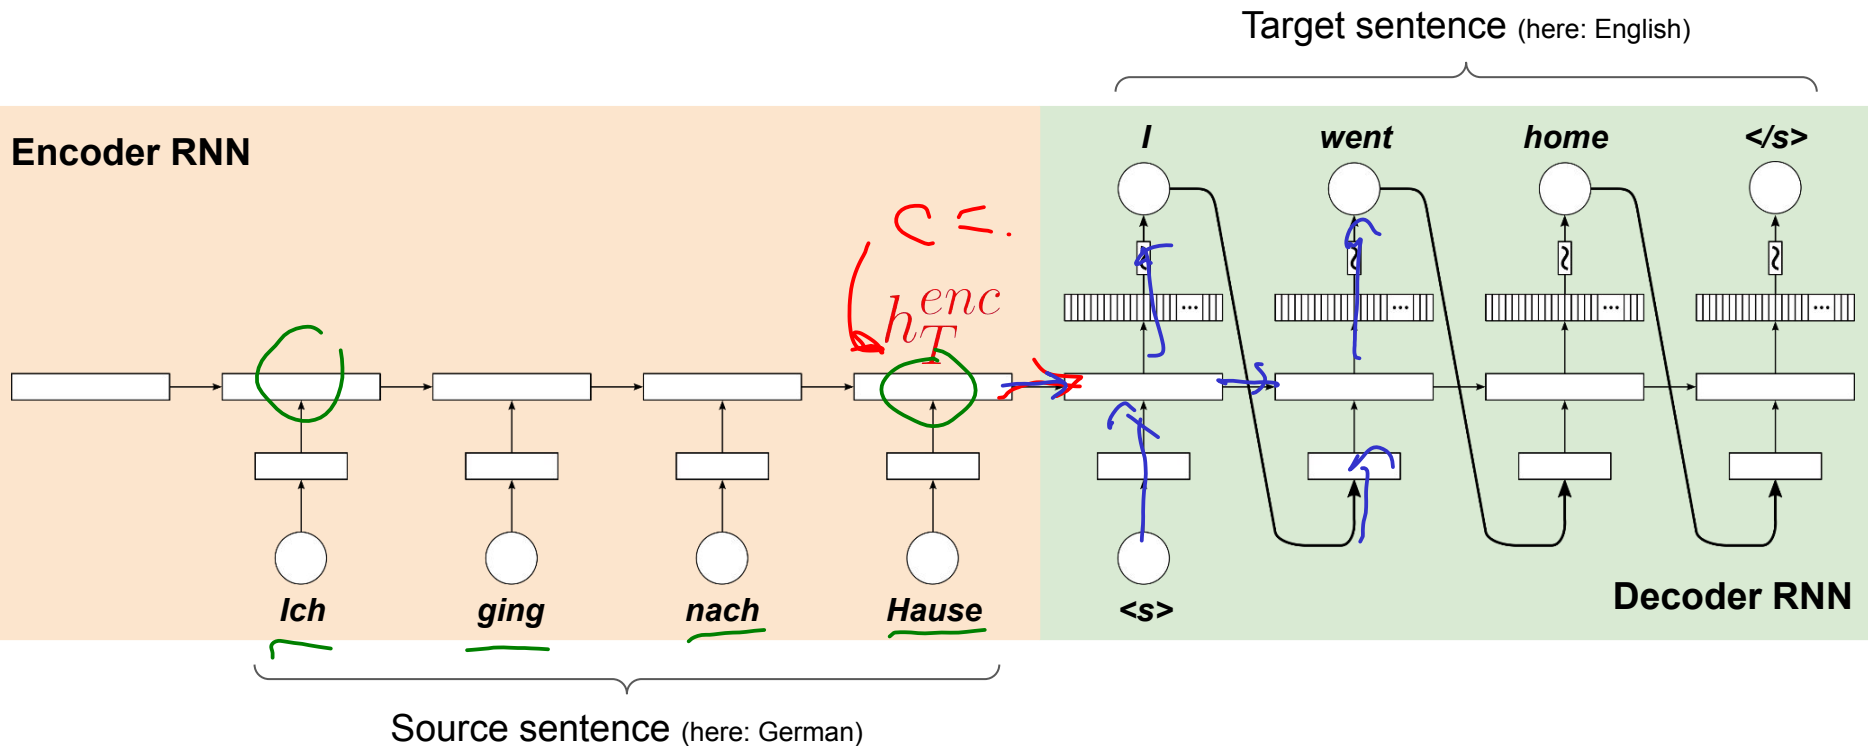 Target sentence (here: English)
Encoder RNN
I went home </s>
C =.
h_T^{enc}
... ... ... ...
Ich ging nach Hause <s>
Decoder RNN
Source sentence (here: German)